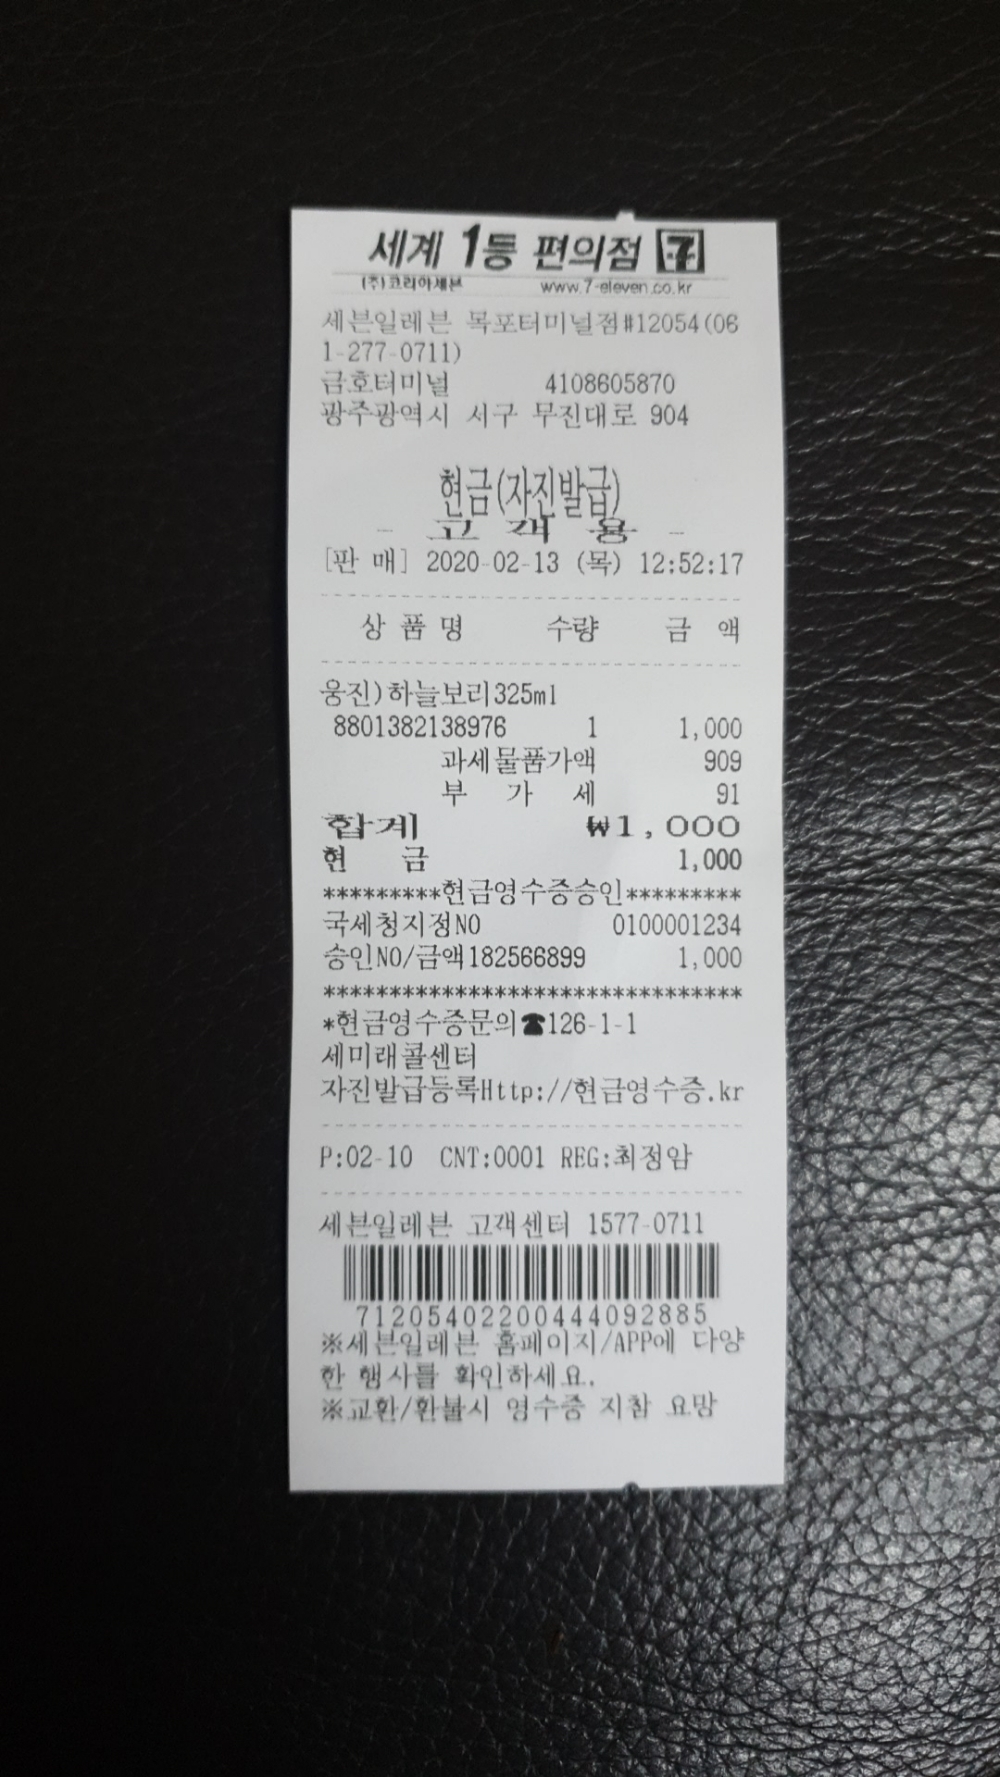 세계 1등 편의점 7
(주)코리아세븐 www.7-eleven.co.kr
세븐일레븐 목포터미널점#12054(06
1-277-0711)
금호터미널 4108605870
광주광역시 서구 무진대로 904
현금(자진발급)
- 고 객 용 -
[판 매] 2020-02-13 (목) 12:52:17
상 품 명 수량 금 액
웅진)하늘보리325ml
8801382138976 1 1,000
과세물품가액 909
부 가 세 91
합계 ₩1,000
현 금 1,000
*********현금영수증승인*********
국세청지정NO 0100001234
승인NO/금액182566899 1,000
********************************
*현금영수증문의☎126-1-1
세미래콜센터
자진발급등록Http://현금영수증.kr
P:02-10 CNT:0001 REG:최정암
세븐일레븐 고객센터 1577-0711
71205402200444092885
※세븐일레븐 홈페이지/APP에 다양
한 행사를 확인하세요.
※교환/환불시 영수증 지참 요망